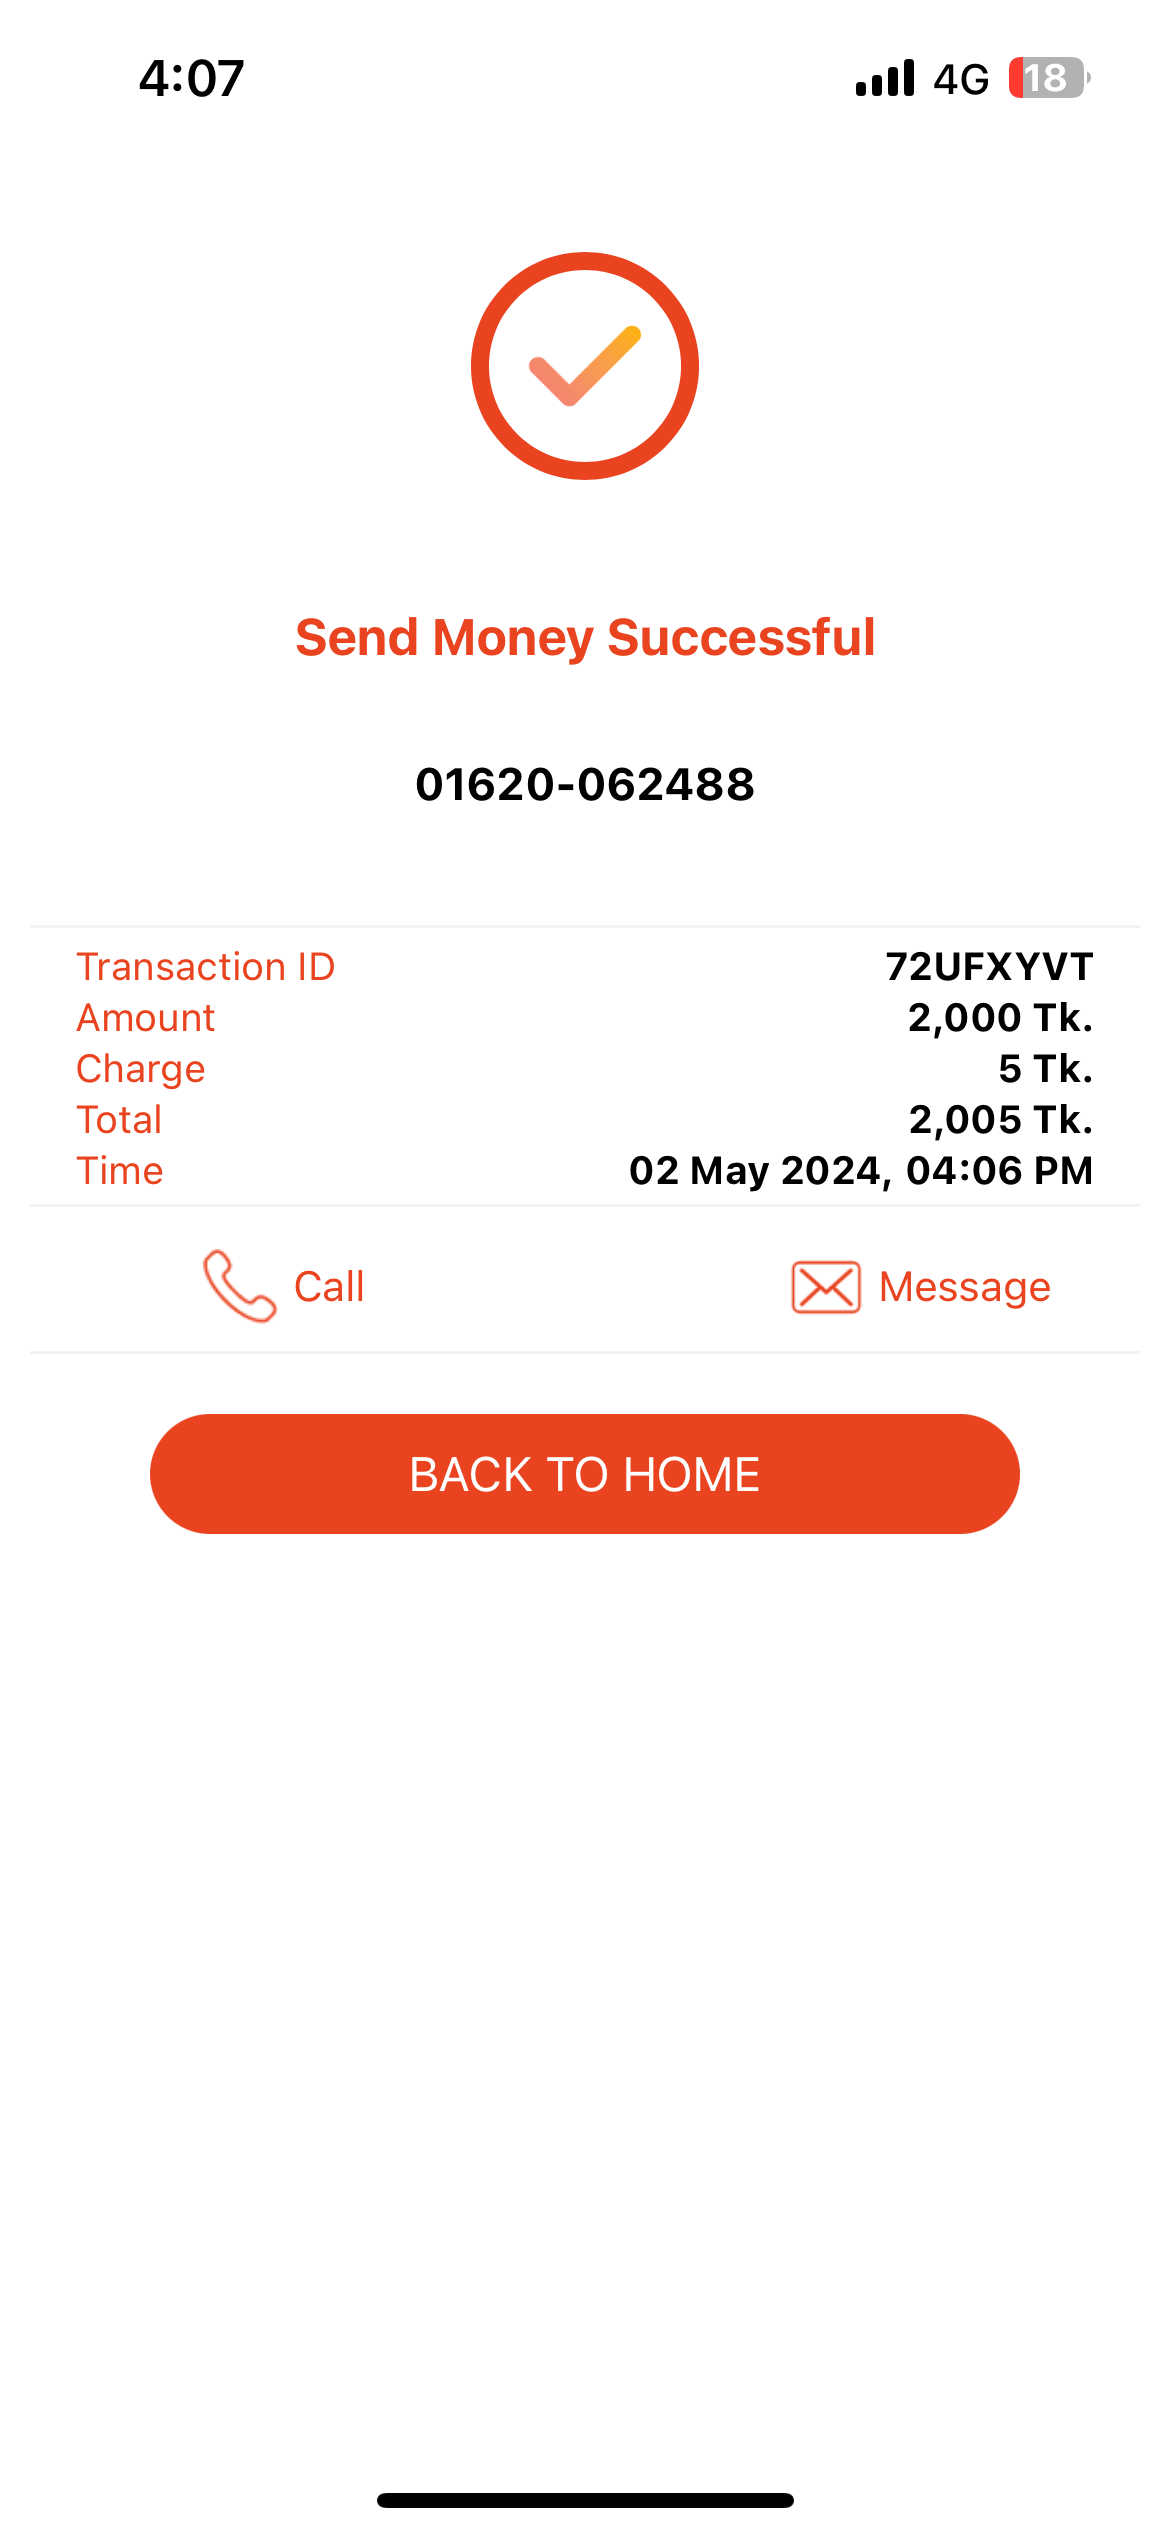 4:07 4G 18
Send Money Successful
01620-062488
Transaction ID 72UFXYVT
Amount 2,000 Tk.
Charge 5 Tk.
Total 2,005 Tk.
Time 02 May 2024, 04:06 PM
Call Message
BACK TO HOME